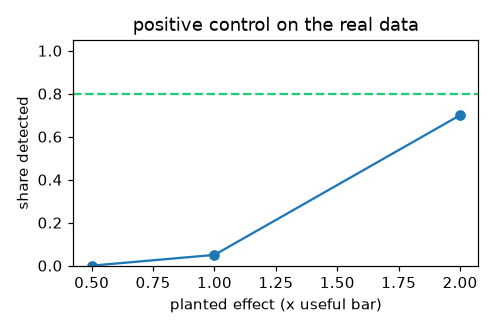 positive control on the real data
1.0
0.8
0.6
0.4
0.2
0.0
share detected
0.50 0.75 1.00 1.25 1.50 1.75 2.00
planted effect (x useful bar)